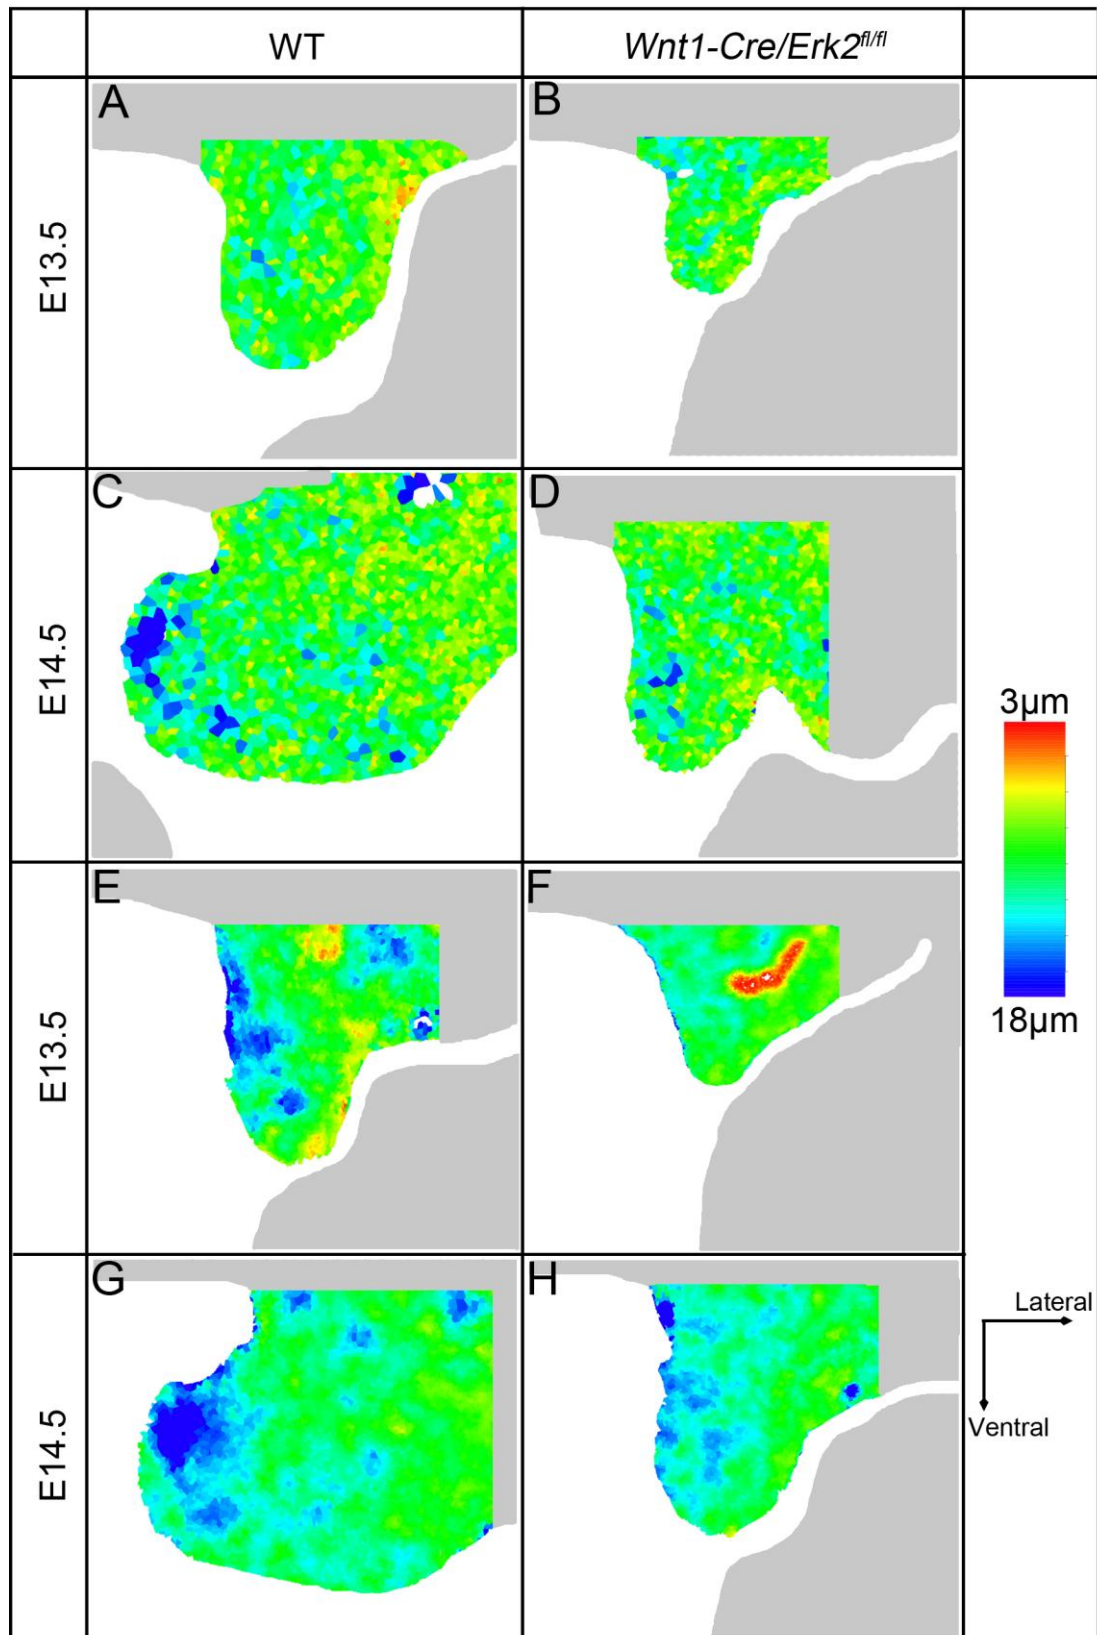 WT
Wnt1-Cre/Erk2fl/fl
A
B
E13.5
C
D
E14.5
3μm
18μm
E
F
E13.5
G
H
E14.5
Lateral
Ventral